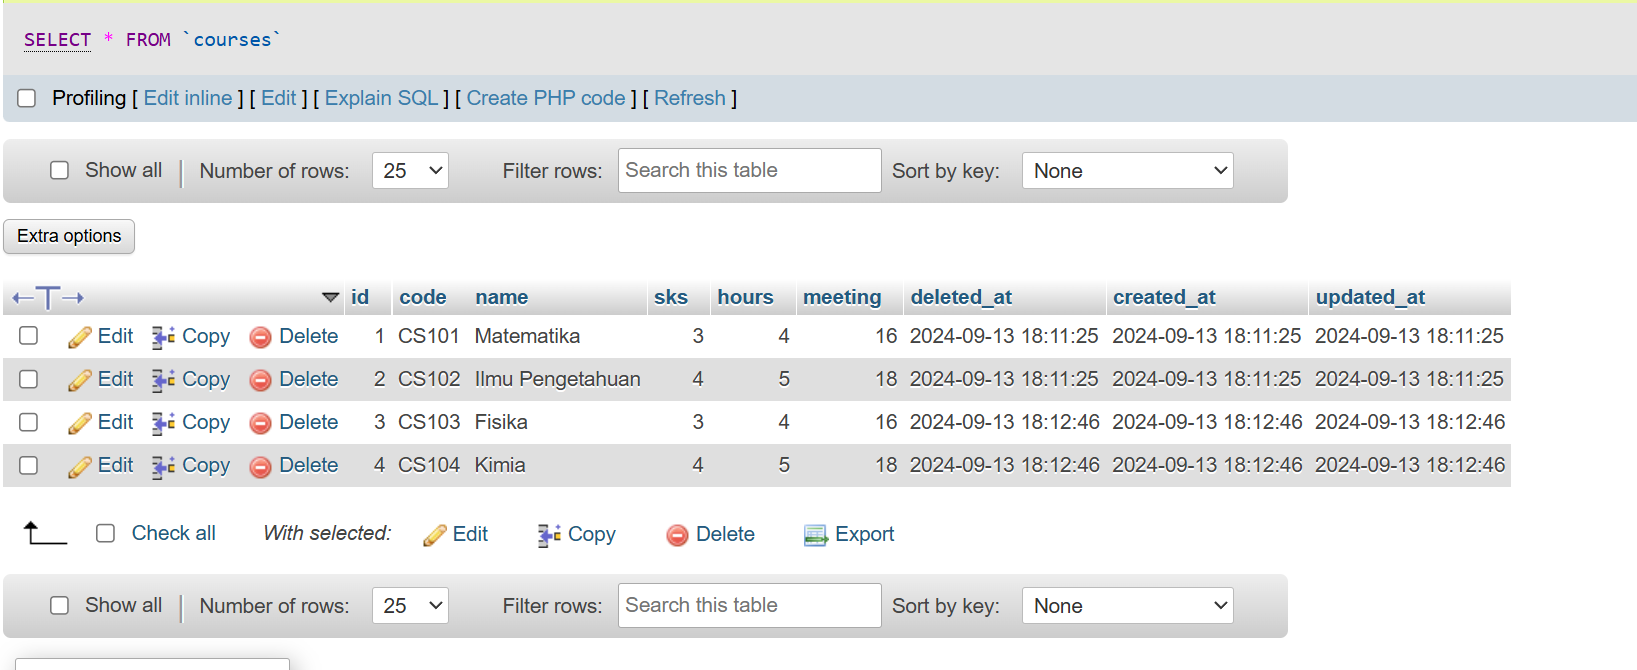 SELECT * FROM `courses`
Profiling [ Edit inline ] [ Edit ] [ Explain SQL ] [ Create PHP code ] [ Refresh ]
Show all Number of rows: 25 Filter rows: Search this table Sort by key: None
Extra options
←T→ id code name sks hours meeting deleted_at created_at updated_at
Edit Copy Delete 1 CS101 Matematika 3 4 16 2024-09-13 18:11:25 2024-09-13 18:11:25 2024-09-13 18:11:25
Edit Copy Delete 2 CS102 Ilmu Pengetahuan 4 5 18 2024-09-13 18:11:25 2024-09-13 18:11:25 2024-09-13 18:11:25
Edit Copy Delete 3 CS103 Fisika 3 4 16 2024-09-13 18:12:46 2024-09-13 18:12:46 2024-09-13 18:12:46
Edit Copy Delete 4 CS104 Kimia 4 5 18 2024-09-13 18:12:46 2024-09-13 18:12:46 2024-09-13 18:12:46
Check all With selected: Edit Copy Delete Export
Show all Number of rows: 25 Filter rows: Search this table Sort by key: None